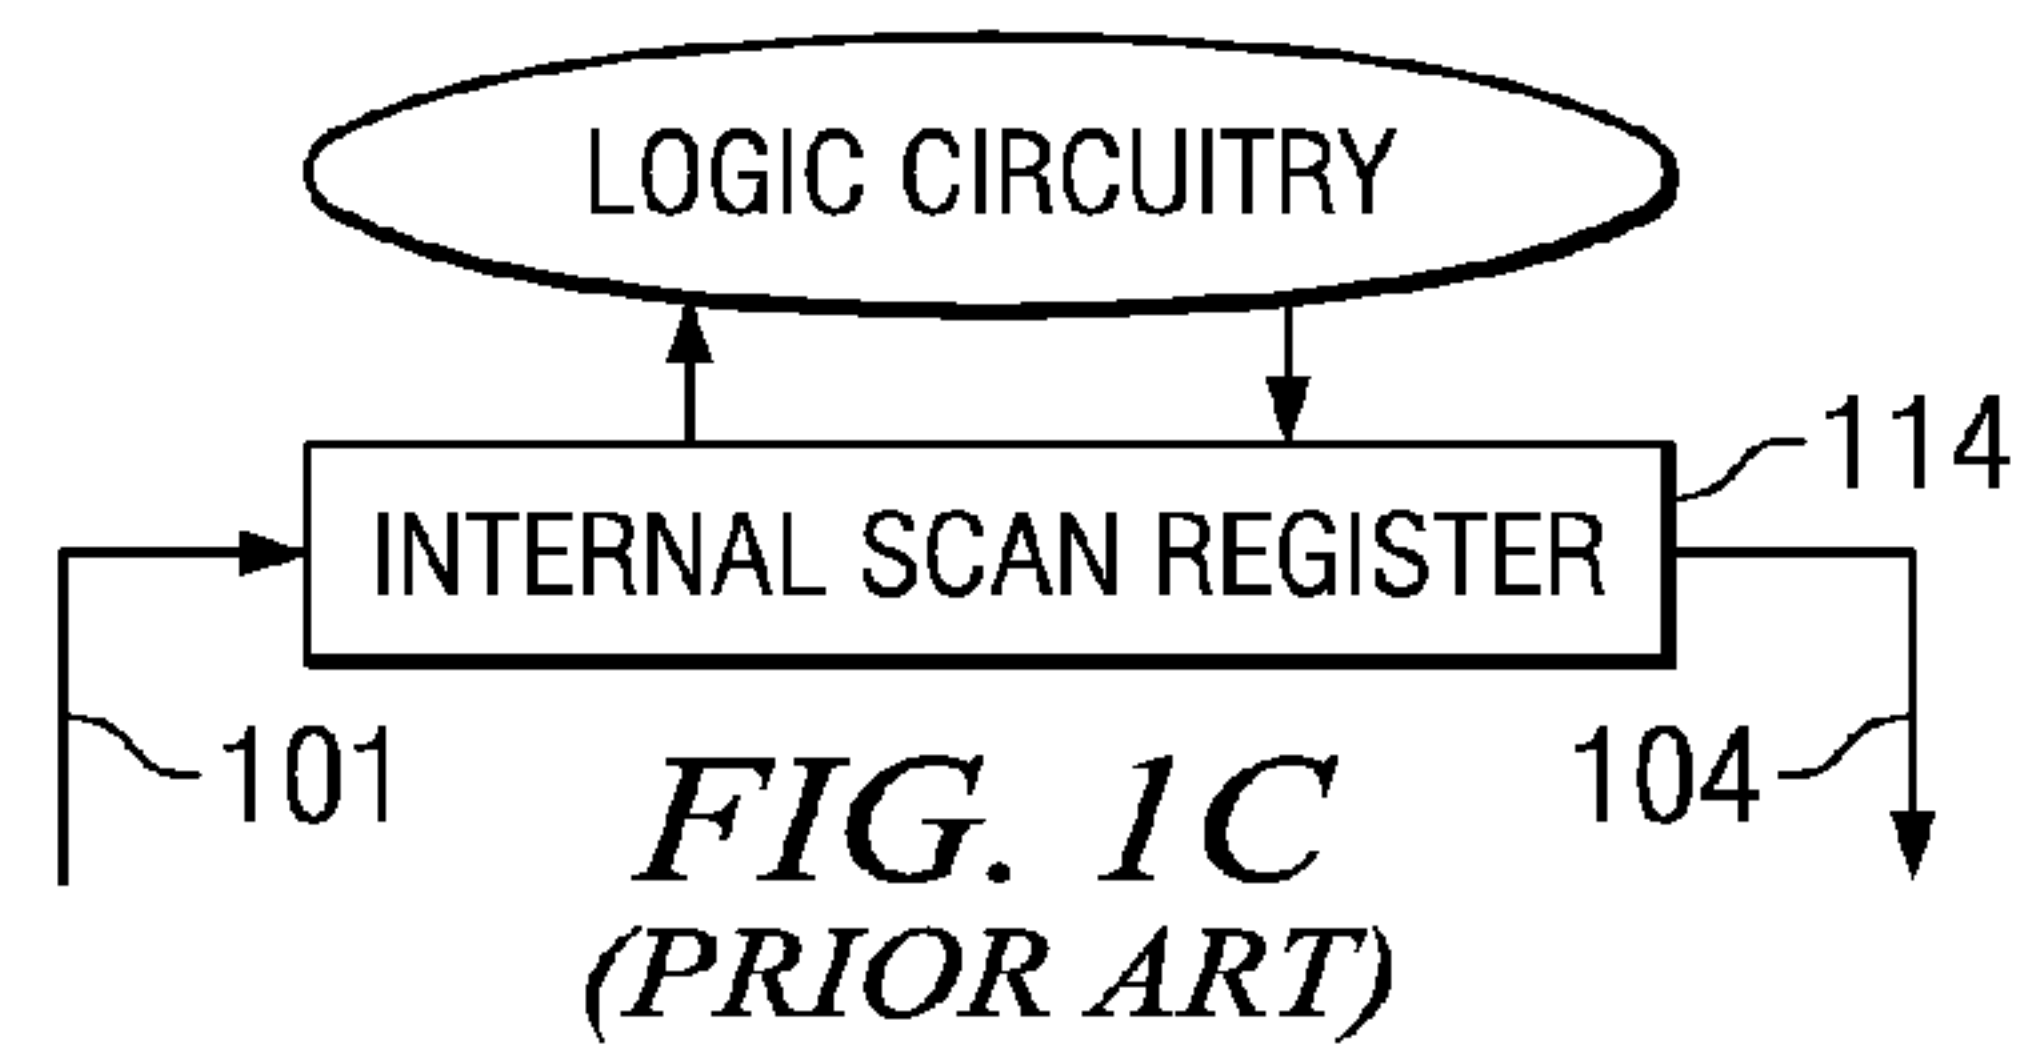 LOGIC CIRCUITRY
114
INTERNAL SCAN REGISTER
101
104
FIG. 1C
(PRIOR ART)